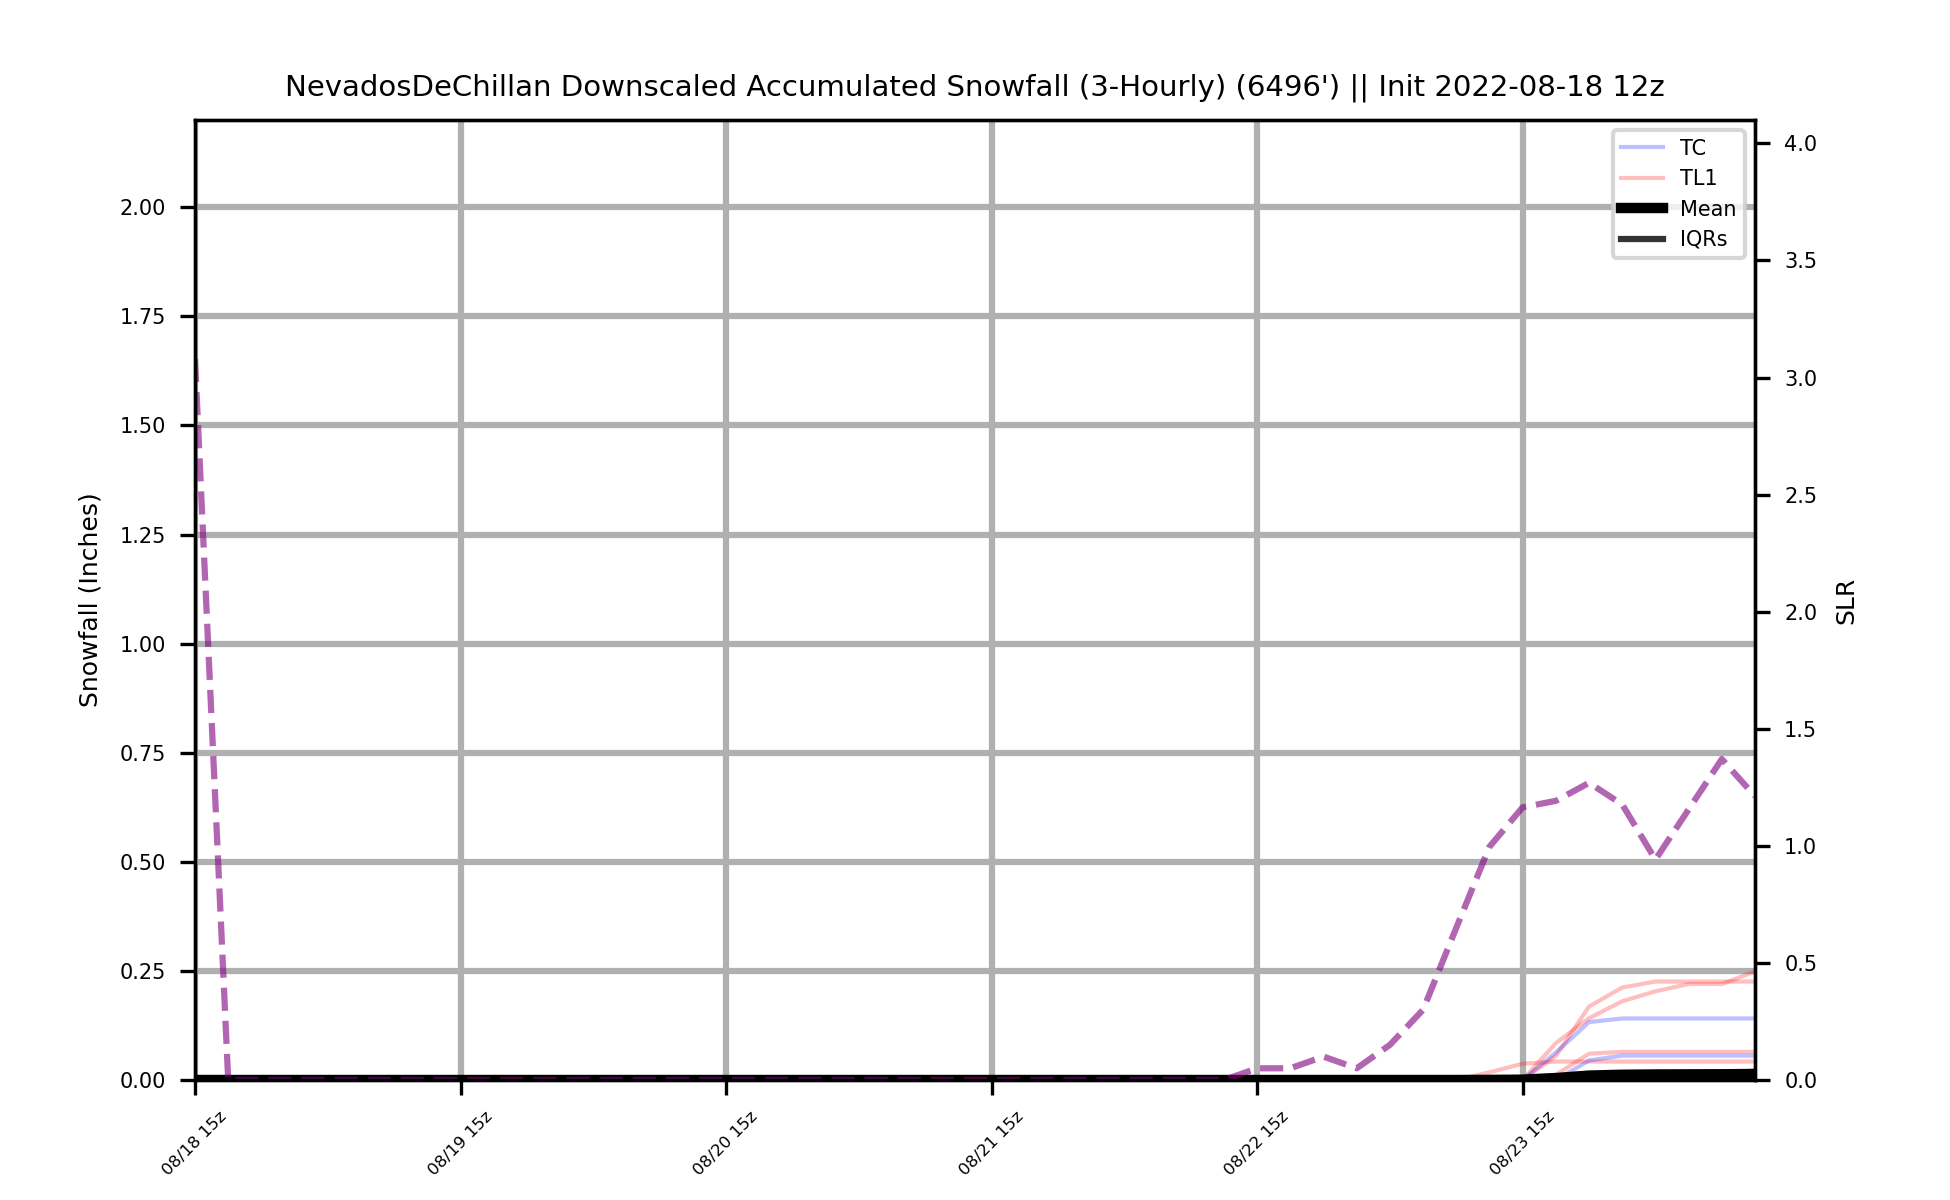 NevadosDeChillan Downscaled Accumulated Snowfall (3-Hourly) (6496') || Init 2022-08-18 12z
TC
TL1
Mean
IQRs
Snowfall (Inches)
2.00
1.75
1.50
1.25
1.00
0.75
0.50
0.25
0.00
4.0
3.5
3.0
2.5
2.0
1.5
1.0
0.5
0.0
SLR
08/18 15z
08/19 15z
08/20 15z
08/21 15z
08/22 15z
08/23 15z